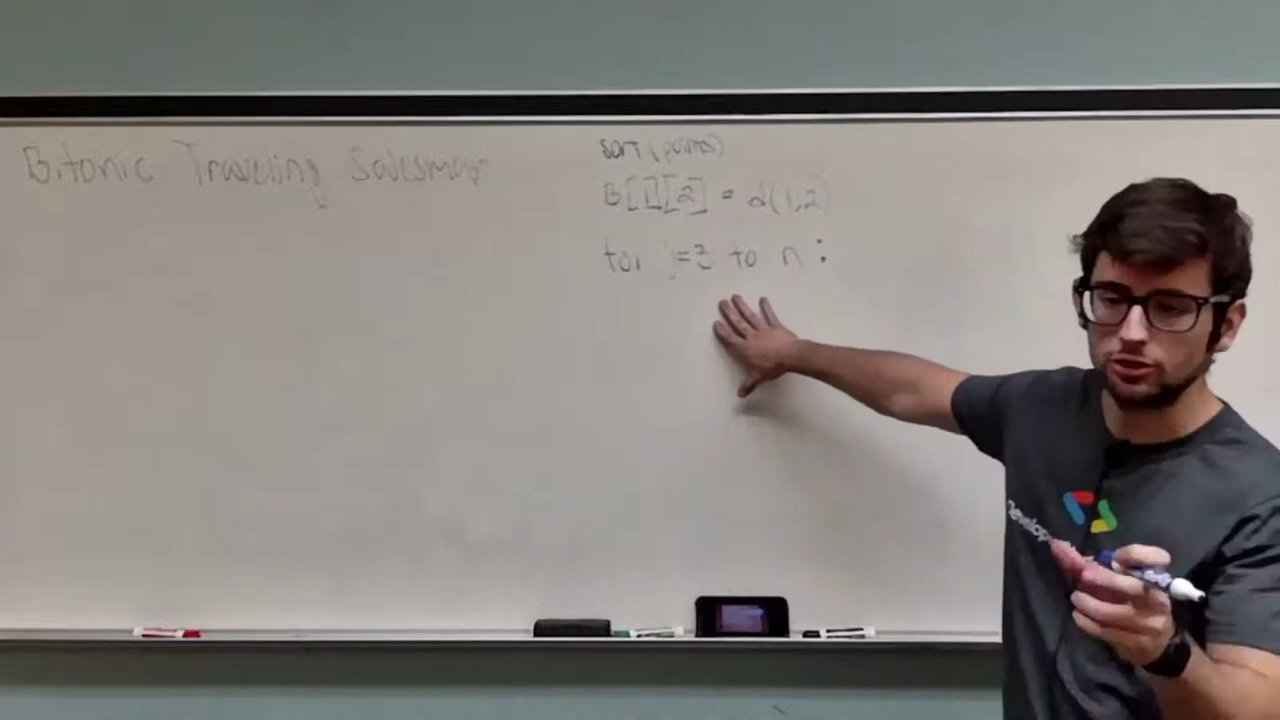 Bitonic Traveling Salesman
sort(points)
B[1][2] = d(1,2)
for j=3 to n: